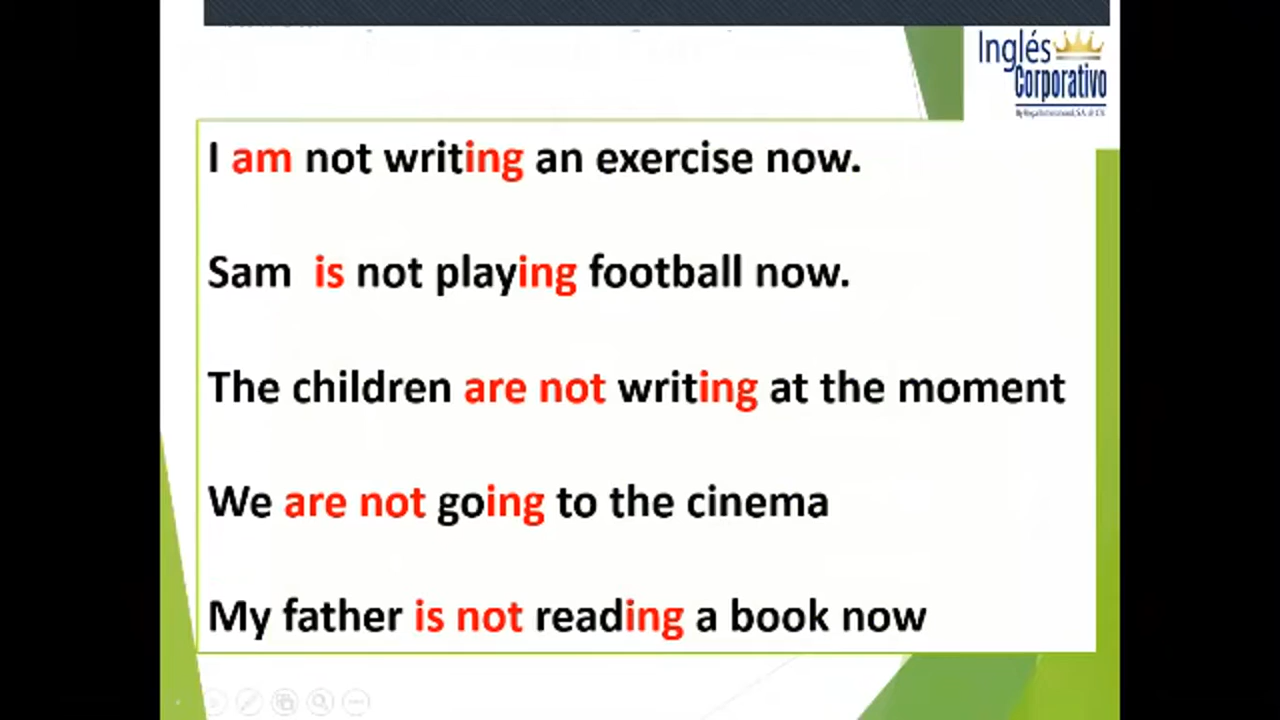 Inglés
Corporativo
I am not writing an exercise now.
Sam is not playing football now.
The children are not writing at the moment
We are not going to the cinema
My father is not reading a book now